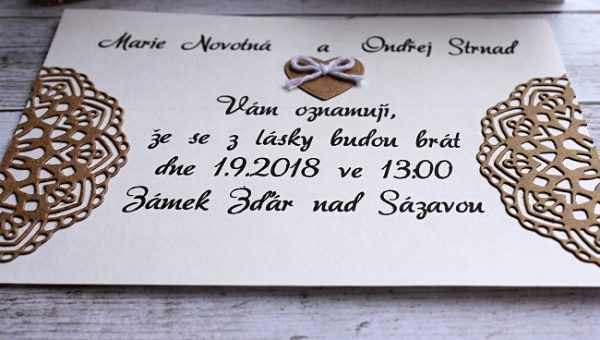 Marie Novotná a Ondřej Strnad
Vám oznamují,
že se z lásky budou brát
dne 1.9.2018 ve 13:00
Zámek Žďár nad Sázavou